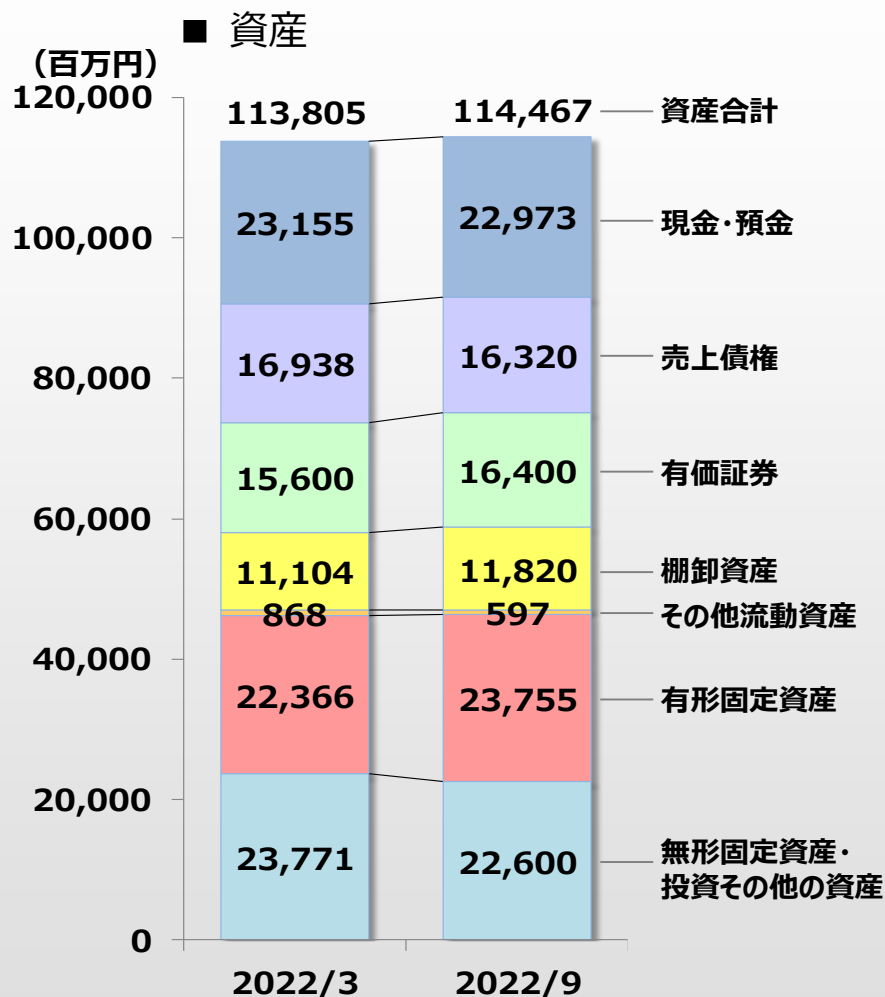 ■ 資産
（百万円）
120,000
100,000
80,000
60,000
40,000
20,000
0
113,805
114,467
資産合計
23,155
22,973
現金･預金
16,938
16,320
売上債権
15,600
16,400
有価証券
11,104
11,820
棚卸資産
868
597
その他流動資産
22,366
23,755
有形固定資産
23,771
22,600
無形固定資産･
投資その他の資産
2022/3
2022/9